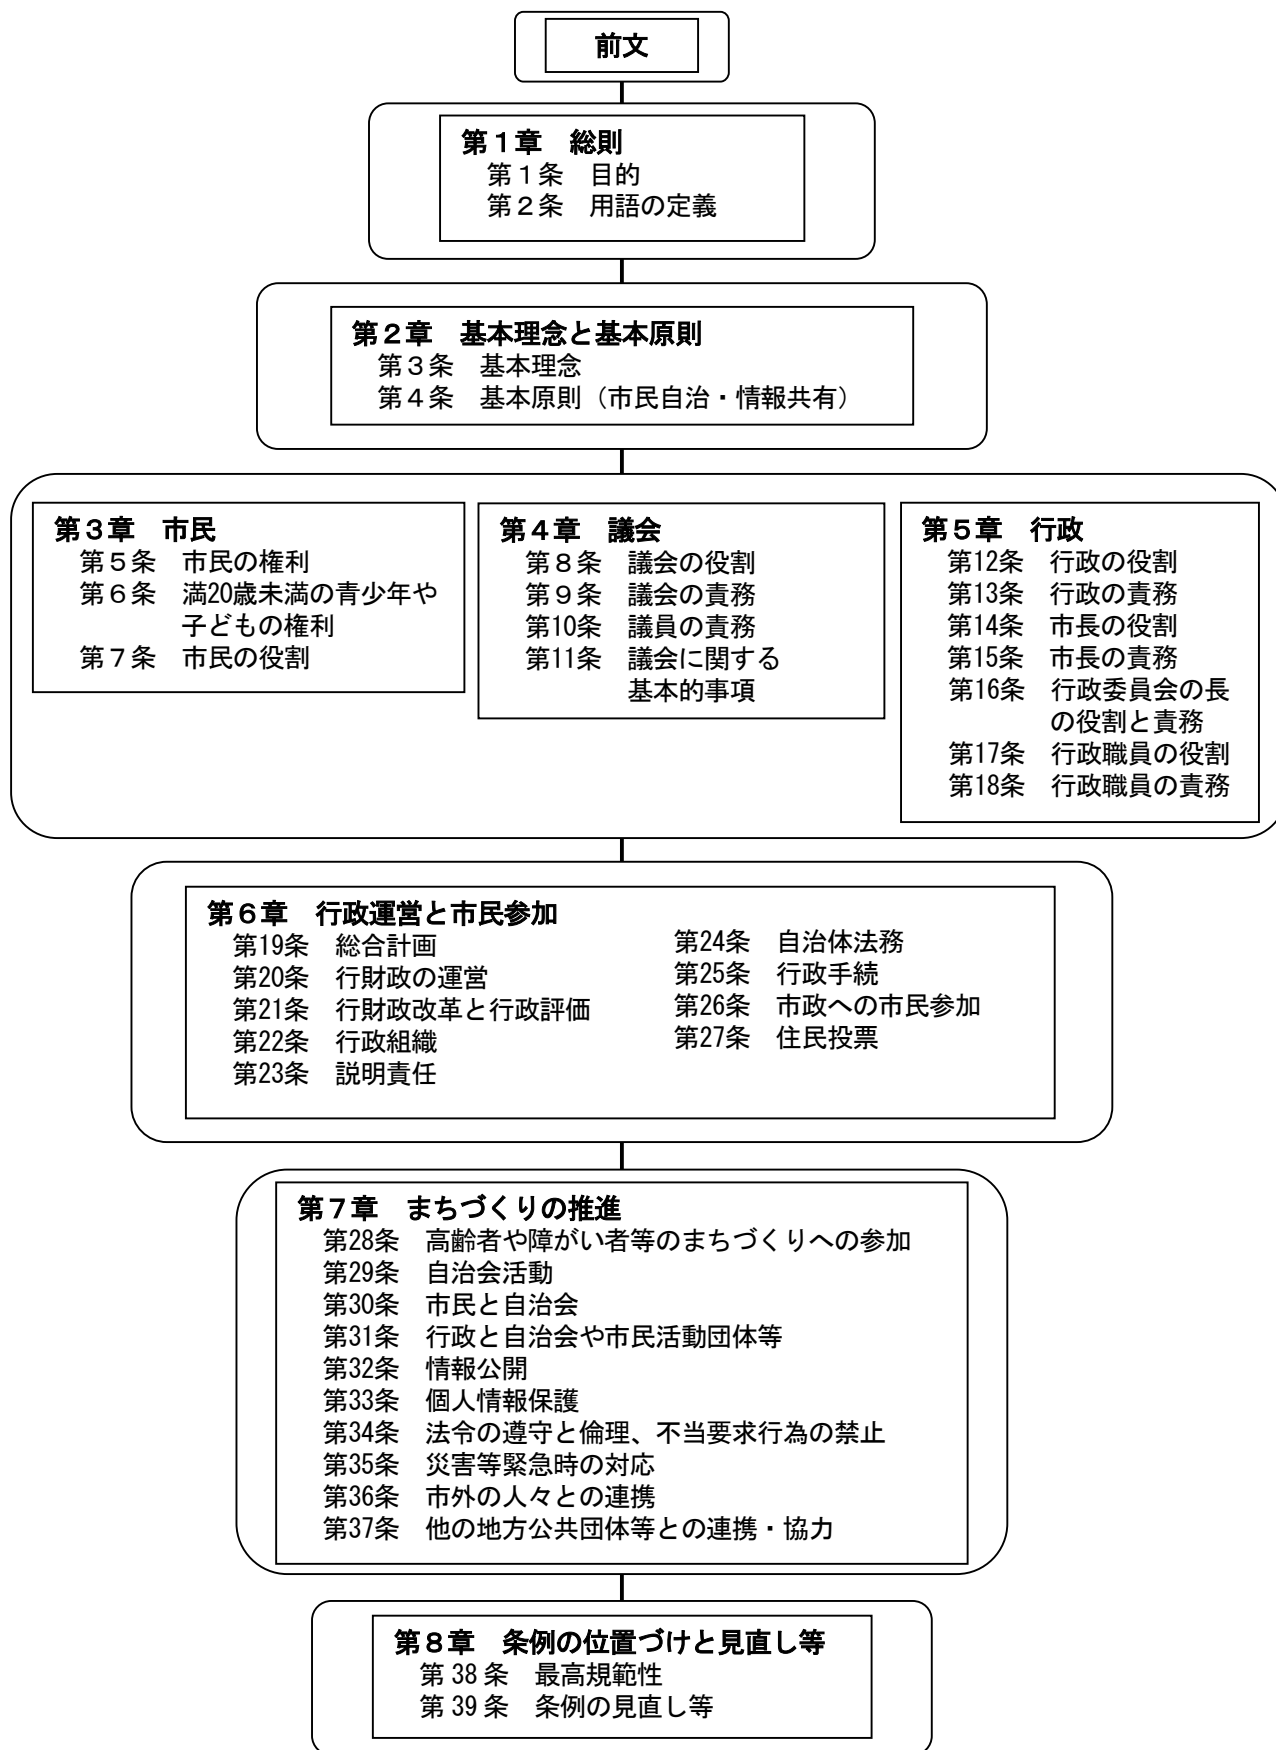 前文
第１章　総則
第１条　目的
第２条　用語の定義
第２章　基本理念と基本原則
第３条　基本理念
第４条　基本原則（市民自治・情報共有）
第３章　市民
第５条　市民の権利
第６条　満20歳未満の青少年や
子どもの権利
第７条　市民の役割
第４章　議会
第８条　議会の役割
第９条　議会の責務
第10条　議員の責務
第11条　議会に関する
基本的事項
第５章　行政
第12条　行政の役割
第13条　行政の責務
第14条　市長の役割
第15条　市長の責務
第16条　行政委員会の長
の役割と責務
第17条　行政職員の役割
第18条　行政職員の責務
第６章　行政運営と市民参加
第19条　総合計画
第20条　行財政の運営
第21条　行財政改革と行政評価
第22条　行政組織
第23条　説明責任
第24条　自治体法務
第25条　行政手続
第26条　市政への市民参加
第27条　住民投票
第７章　まちづくりの推進
第28条　高齢者や障がい者等のまちづくりへの参加
第29条　自治会活動
第30条　市民と自治会
第31条　行政と自治会や市民活動団体等
第32条　情報公開
第33条　個人情報保護
第34条　法令の遵守と倫理、不当要求行為の禁止
第35条　災害等緊急時の対応
第36条　市外の人々との連携
第37条　他の地方公共団体等との連携・協力
第８章　条例の位置づけと見直し等
第 38 条　最高規範性
第 39 条　条例の見直し等